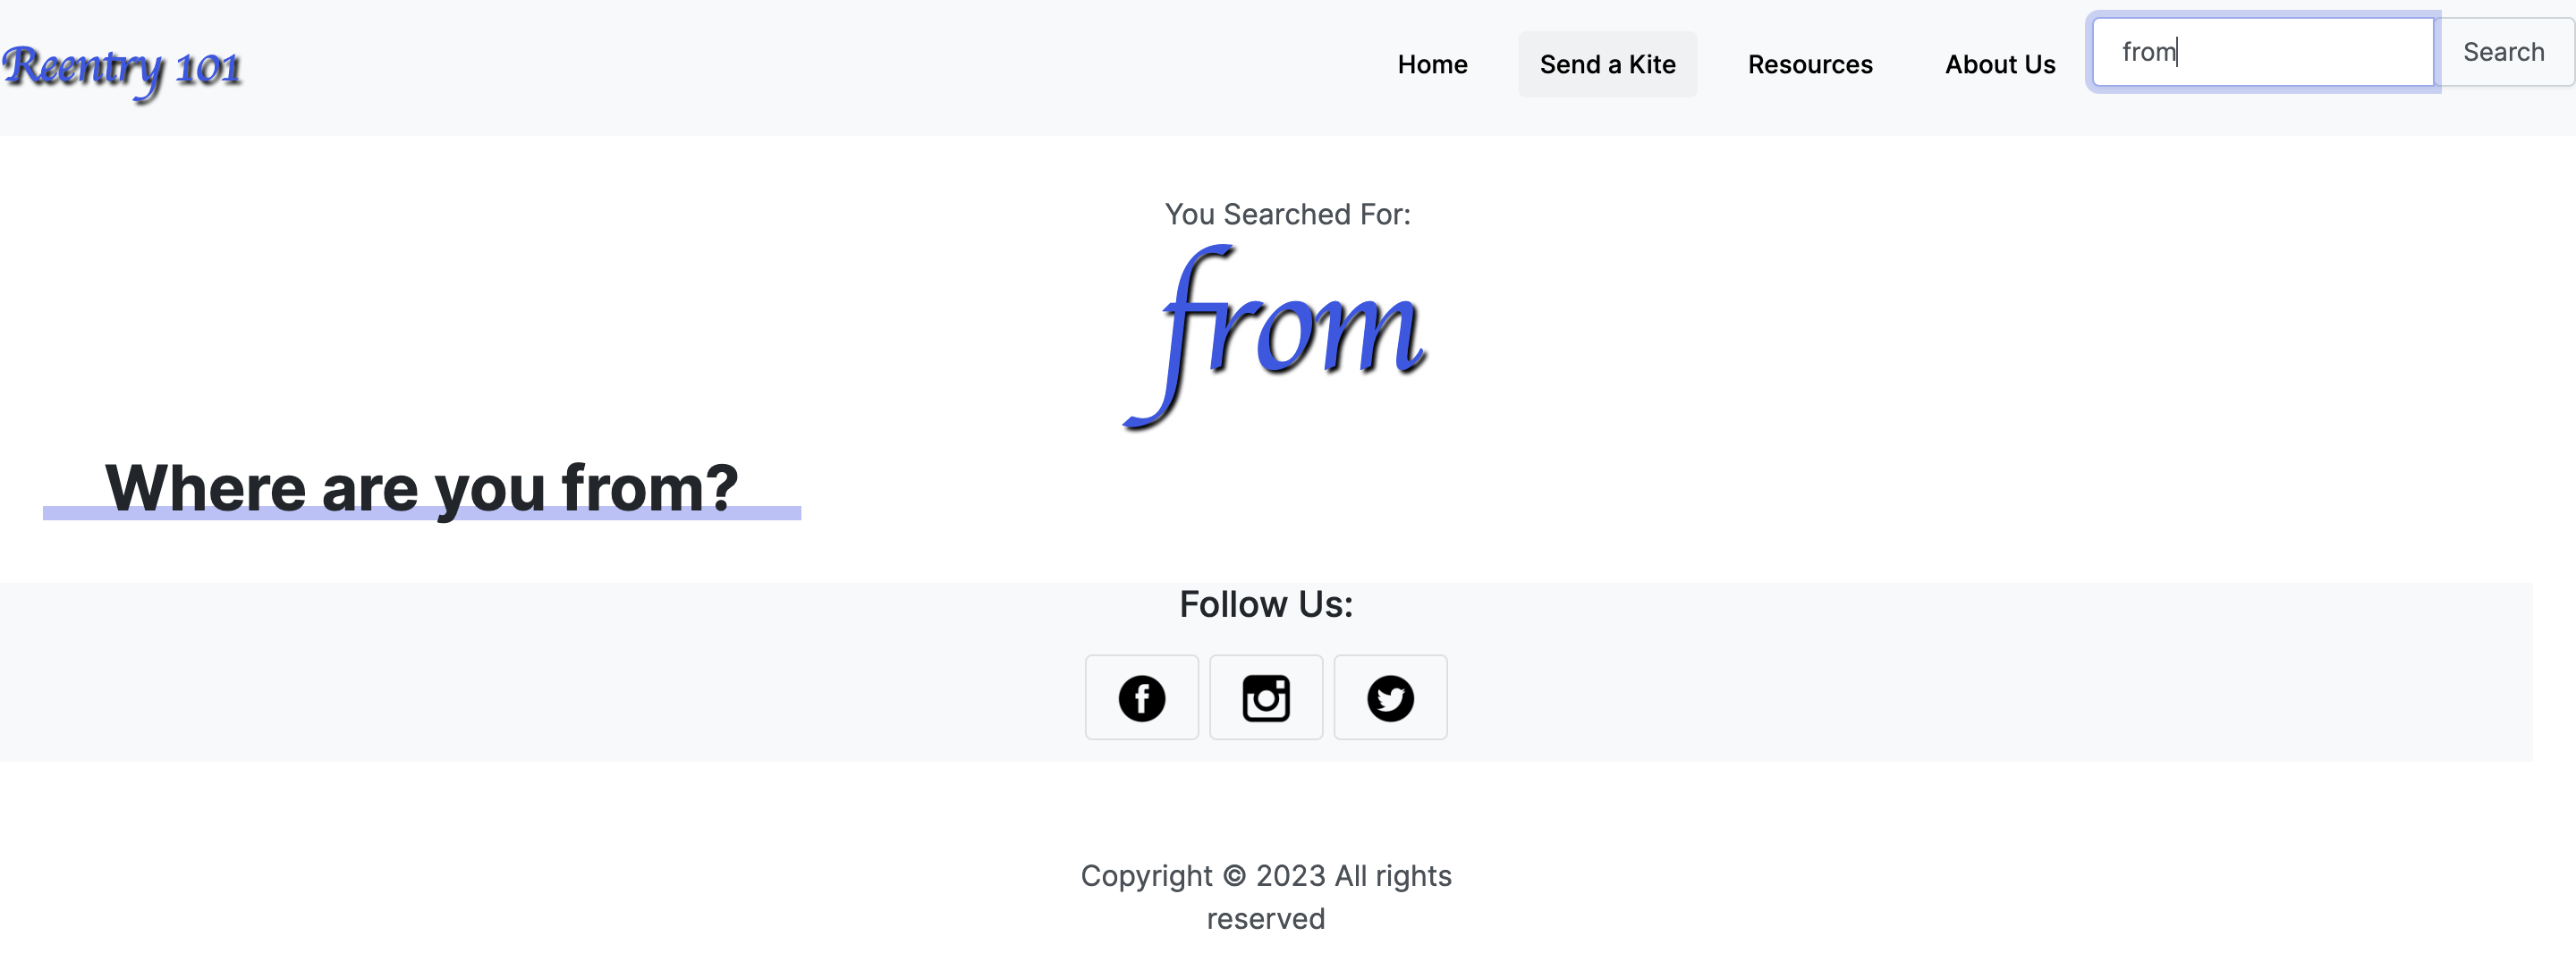 Reentry 101
Home Send a Kite Resources About Us from Search
You Searched For:
from
Where are you from?
Follow Us:
Copyright © 2023 All rights
reserved